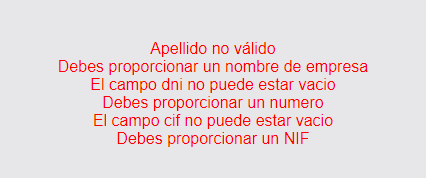 Apellido no válido
Debes proporcionar un nombre de empresa
El campo dni no puede estar vacio
Debes proporcionar un numero
El campo cif no puede estar vacio
Debes proporcionar un NIF